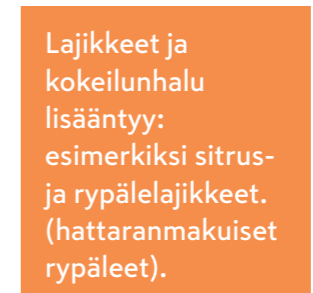 Lajikkeet ja
kokeilunhalu
lisääntyy:
esimerkiksi sitrus-
ja rypälelajikkeet.
(hattaranmakuiset
rypäleet).